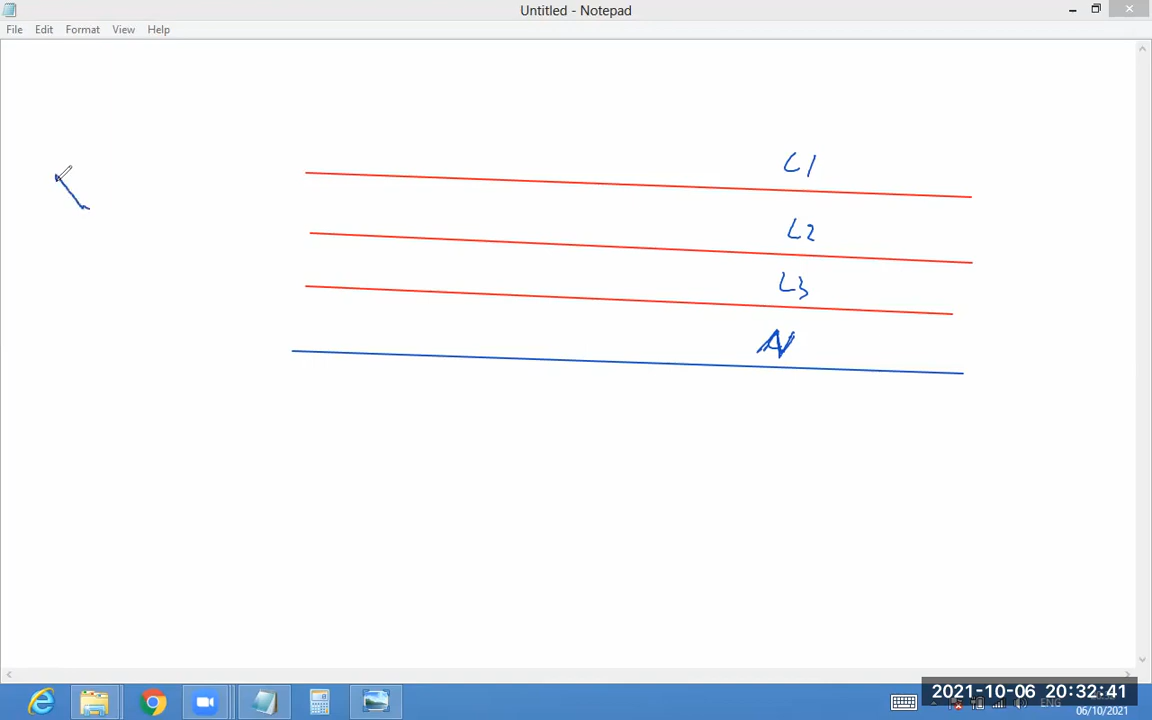 Untitled - Notepad
File Edit Format View Help
L1
L2
L3
N
ENG
2021-10-06 20:32:41
06/10/2021